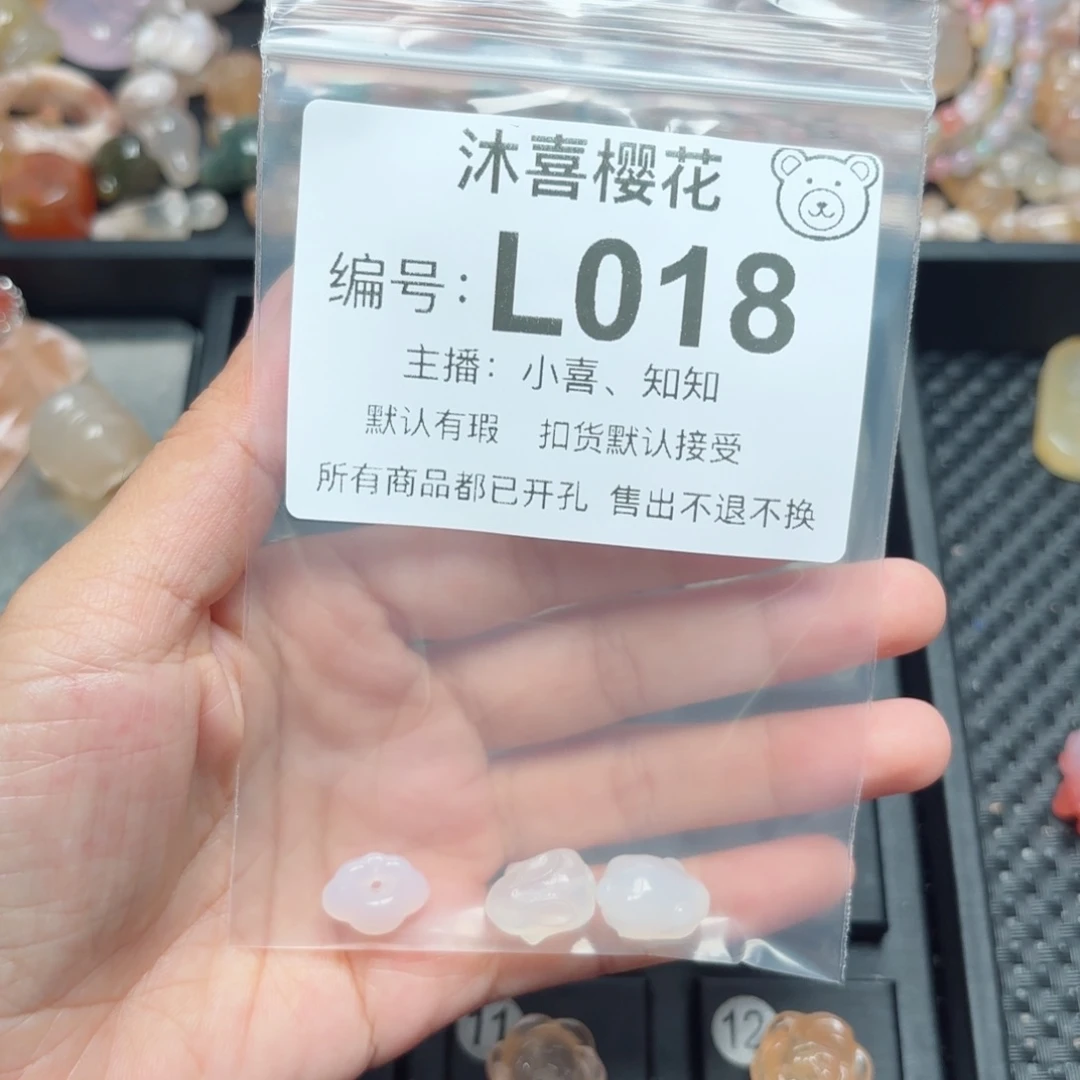 沐喜樱花
编号:L018
主播：小喜、知知
默认有瑕 扣货默认接受
所有商品都已开孔 售出不退不换
11
12